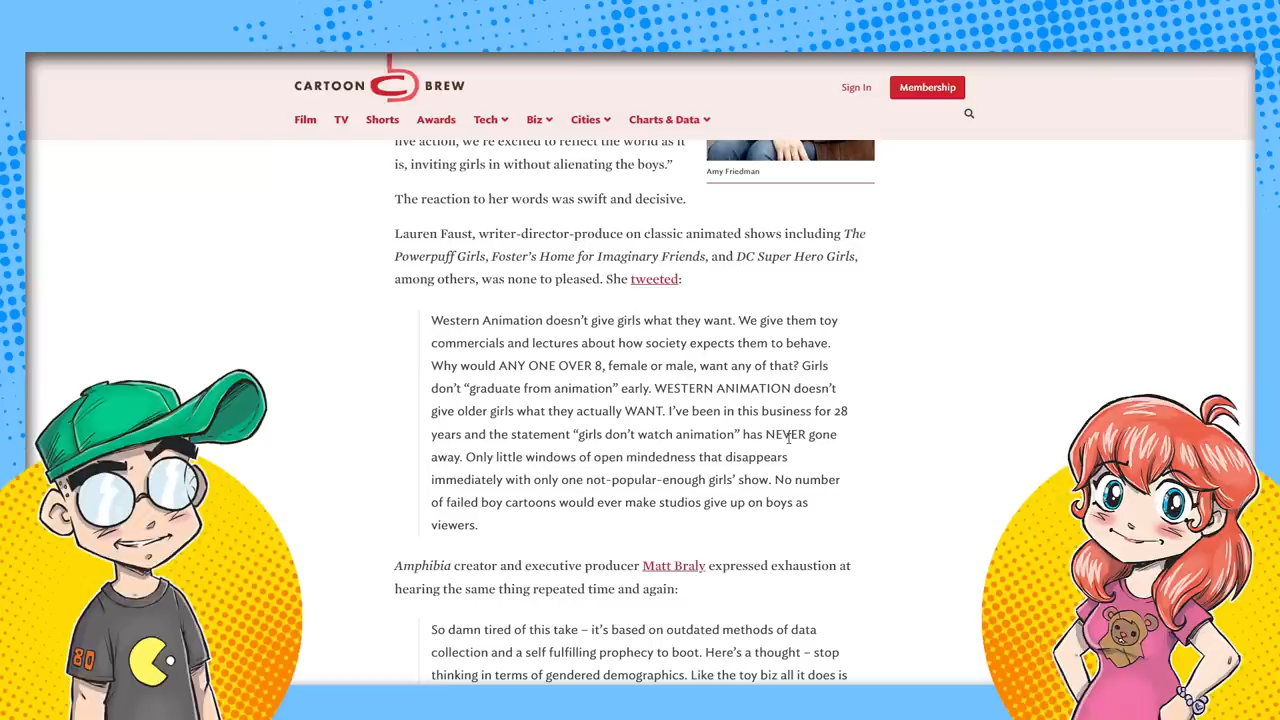 CARTOON BREW
Sign In
Membership
Film
TV
Shorts
Awards
Tech
Biz
Cities
Charts & Data
live action, we're excited to reflect the world as it
is, inviting girls in without alienating the boys.”
Amy Friedman
The reaction to her words was swift and decisive.
Lauren Faust, writer-director-produce on classic animated shows including The
Powerpuff Girls, Foster's Home for Imaginary Friends, and DC Super Hero Girls,
among others, was none to pleased. She tweeted:
Western Animation doesn't give girls what they want. We give them toy
commercials and lectures about how society expects them to behave.
Why would ANY ONE OVER 8, female or male, want any of that? Girls
don't “graduate from animation” early. WESTERN ANIMATION doesn't
give older girls what they actually WANT. I've been in this business for 28
years and the statement “girls don't watch animation” has NEVER gone
away. Only little windows of open mindedness that disappears
immediately with only one not-popular-enough girls' show. No number
of failed boy cartoons would ever make studios give up on boys as
viewers.
Amphibia creator and executive producer Matt Braly expressed exhaustion at
hearing the same thing repeated time and again:
So damn tired of this take – it's based on outdated methods of data
collection and a self fulfilling prophecy to boot. Here's a thought – stop
thinking in terms of gendered demographics. Like the toy biz all it does is
80